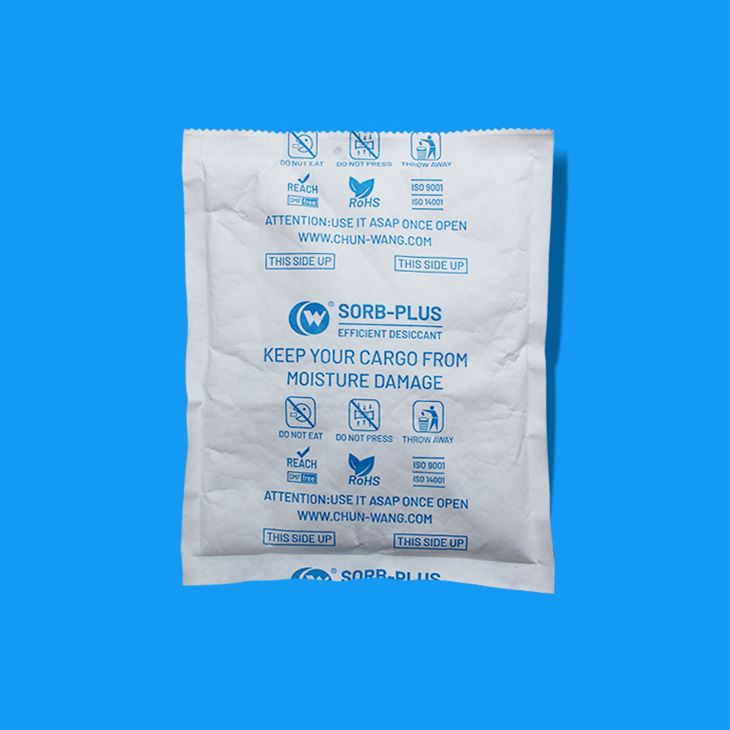 DO NOT EAT DO NOT PRESS THROW AWAY
REACH RoHS ISO 9001
DMF free ISO 14001
ATTENTION:USE IT ASAP ONCE OPEN
WWW.CHUN-WANG.COM
THIS SIDE UP THIS SIDE UP
CW ® SORB-PLUS
EFFICIENT DESICCANT
KEEP YOUR CARGO FROM
MOISTURE DAMAGE
DO NOT EAT DO NOT PRESS THROW AWAY
REACH RoHS ISO 9001
DMF free ISO 14001
ATTENTION:USE IT ASAP ONCE OPEN
WWW.CHUN-WANG.COM
THIS SIDE UP THIS SIDE UP
CW ® SORB-PLUS